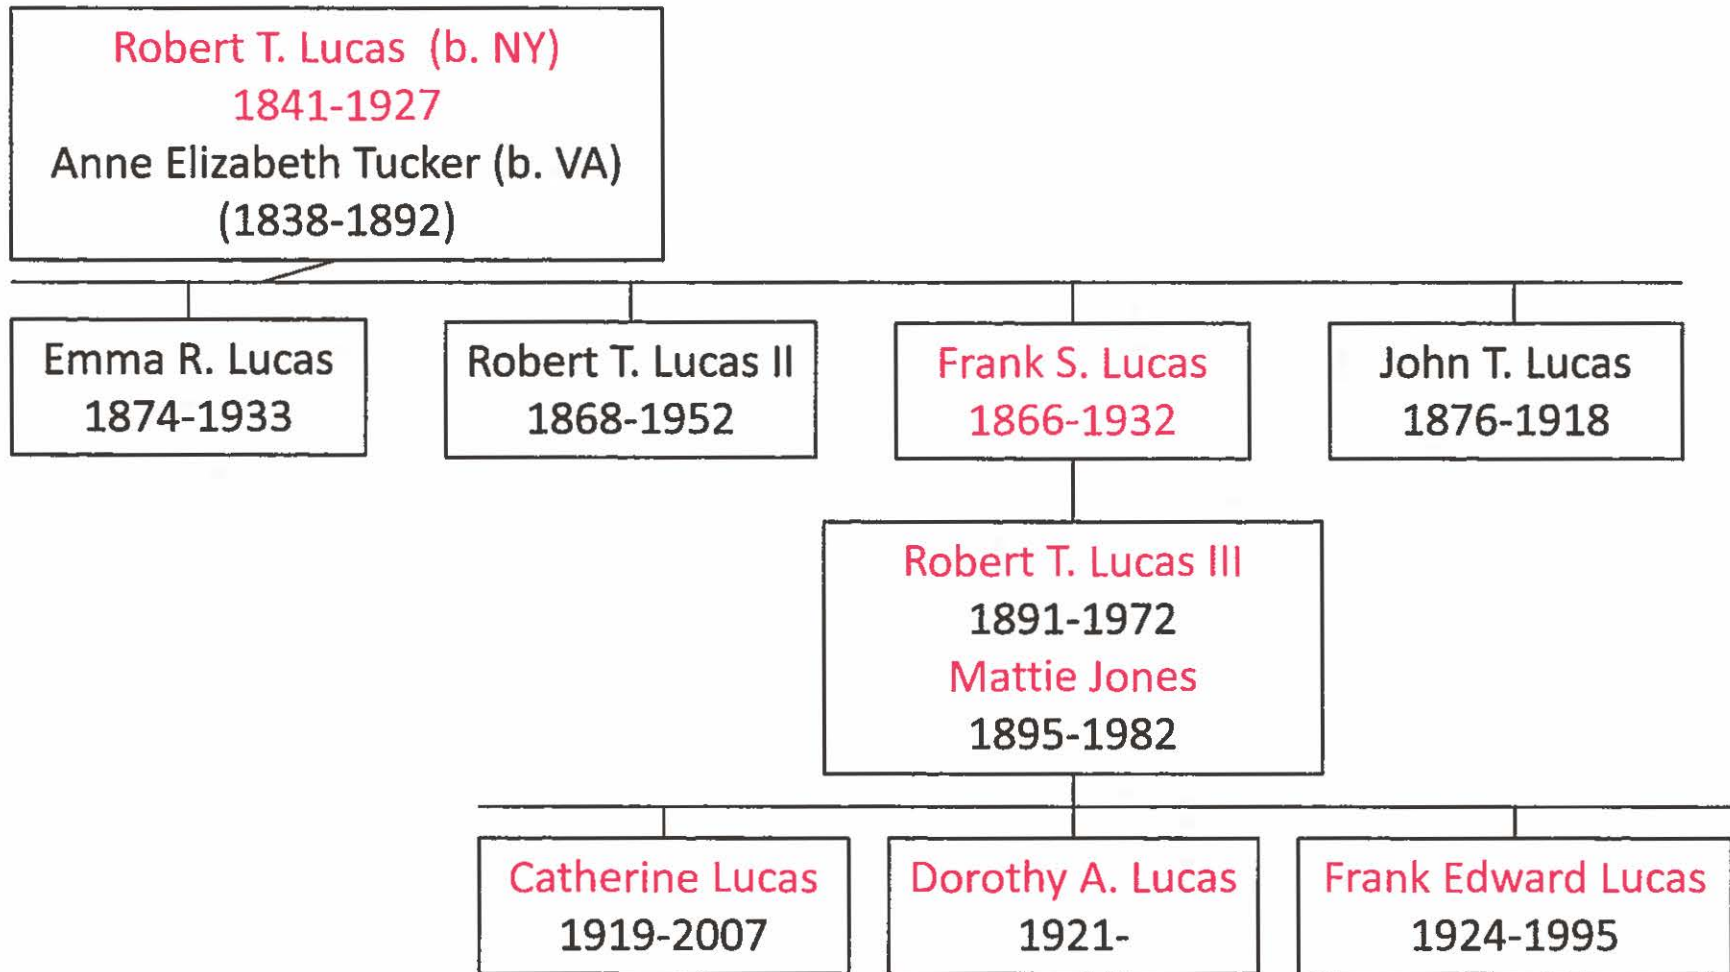 Robert T. Lucas (b. NY)
1841-1927
Anne Elizabeth Tucker (b. VA)
(1838-1892)
Emma R. Lucas
1874-1933
Robert T. Lucas II
1868-1952
Frank S. Lucas
1866-1932
John T. Lucas
1876-1918
Robert T. Lucas III
1891-1972
Mattie Jones
1895-1982
Catherine Lucas
1919-2007
Dorothy A. Lucas
1921-
Frank Edward Lucas
1924-1995